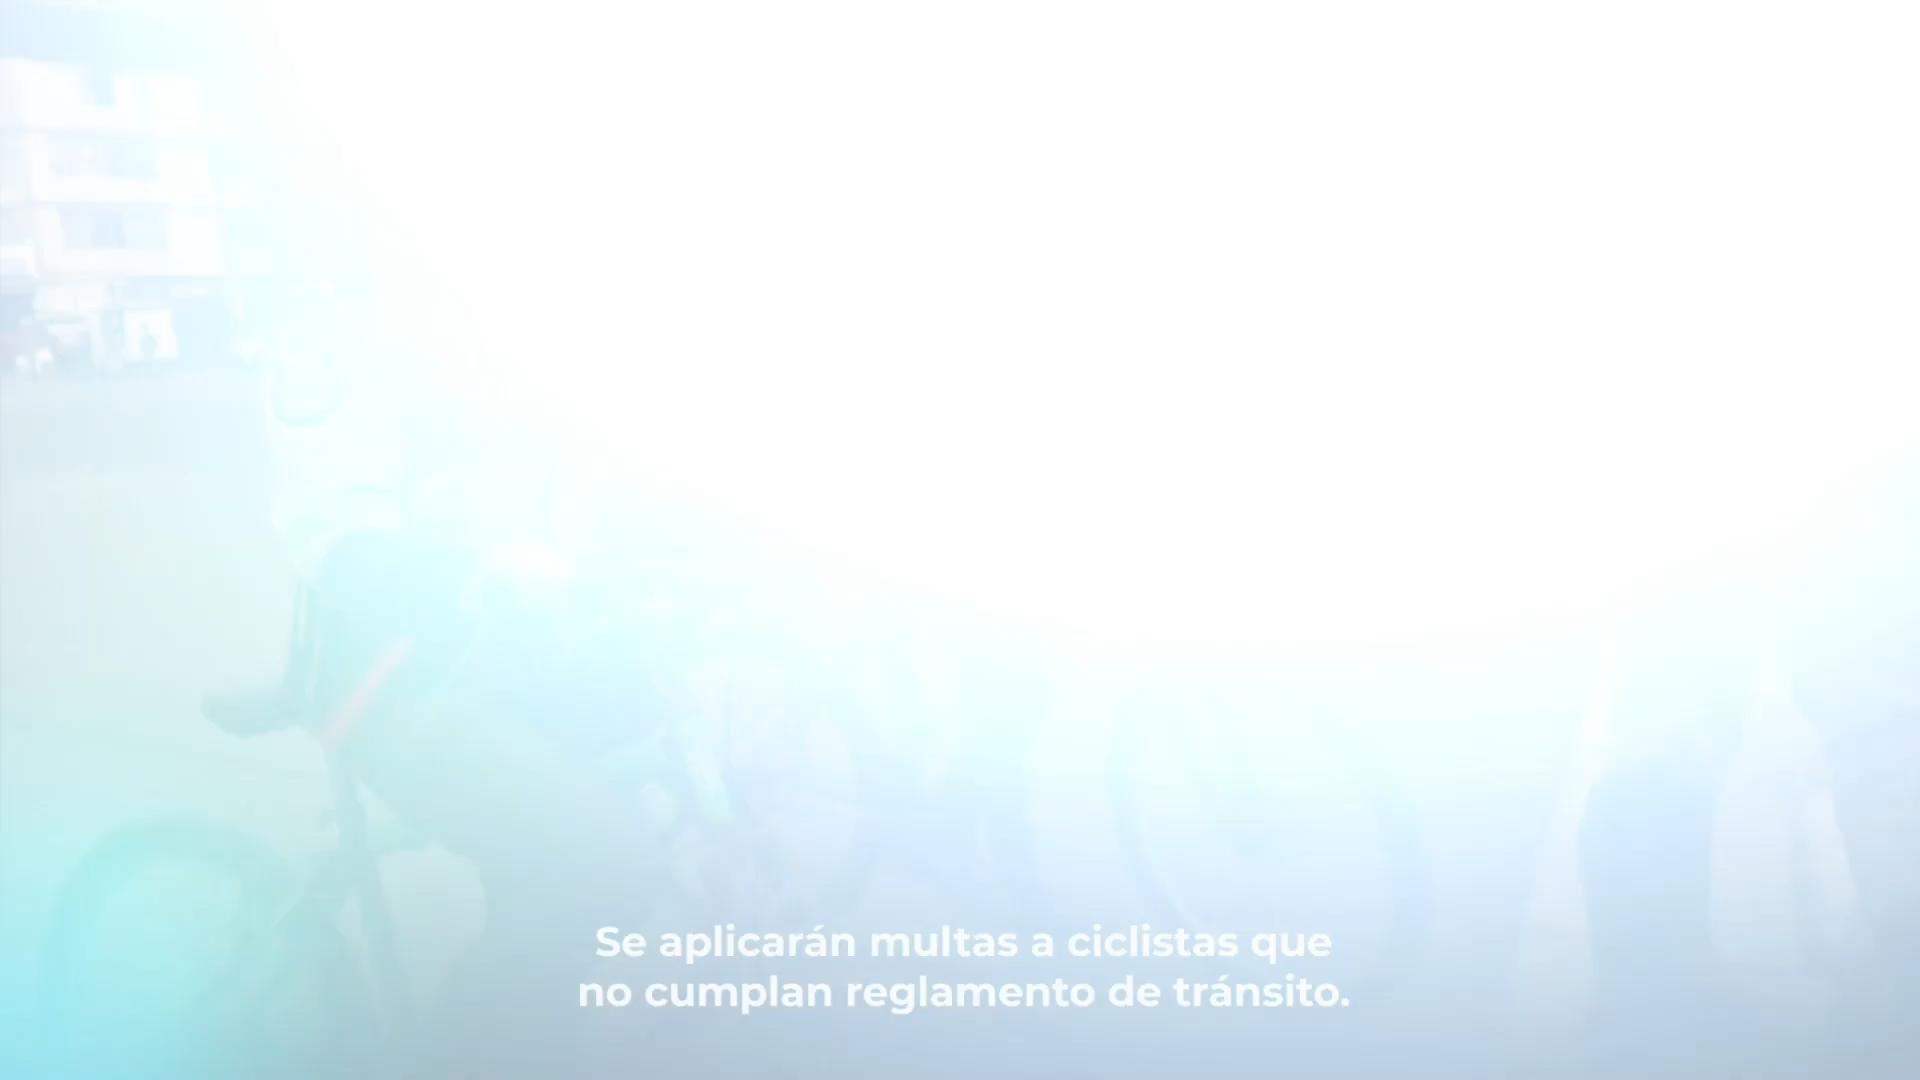 Se aplicarán multas a ciclistas que
no cumplan reglamento de tránsito.